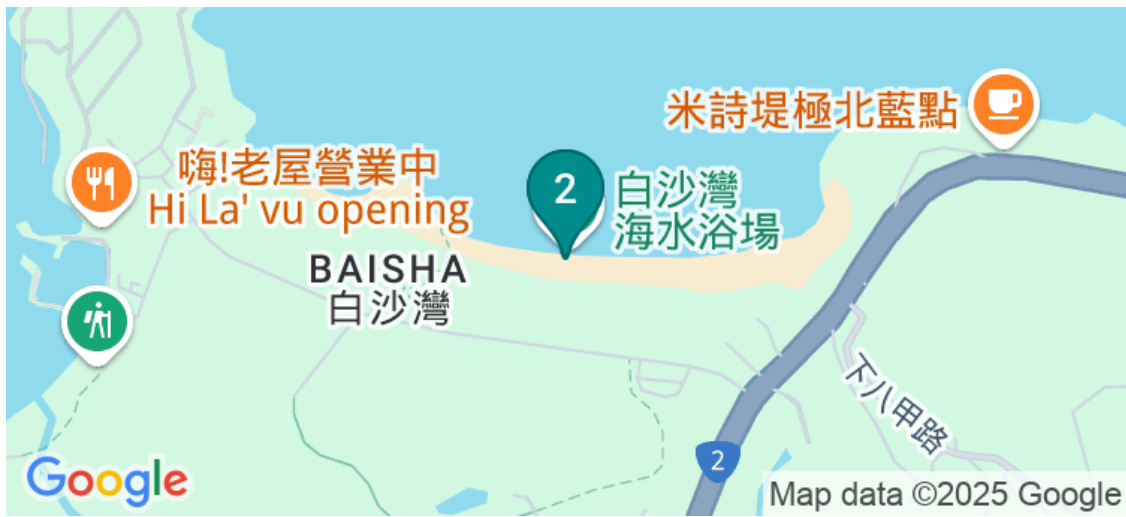 米詩堤極北藍點
嗨!老屋營業中
Hi La' vu opening
2
白沙灣
海水浴場
BAISHA
白沙灣
下八甲路
2
Google
Map data ©2025 Google